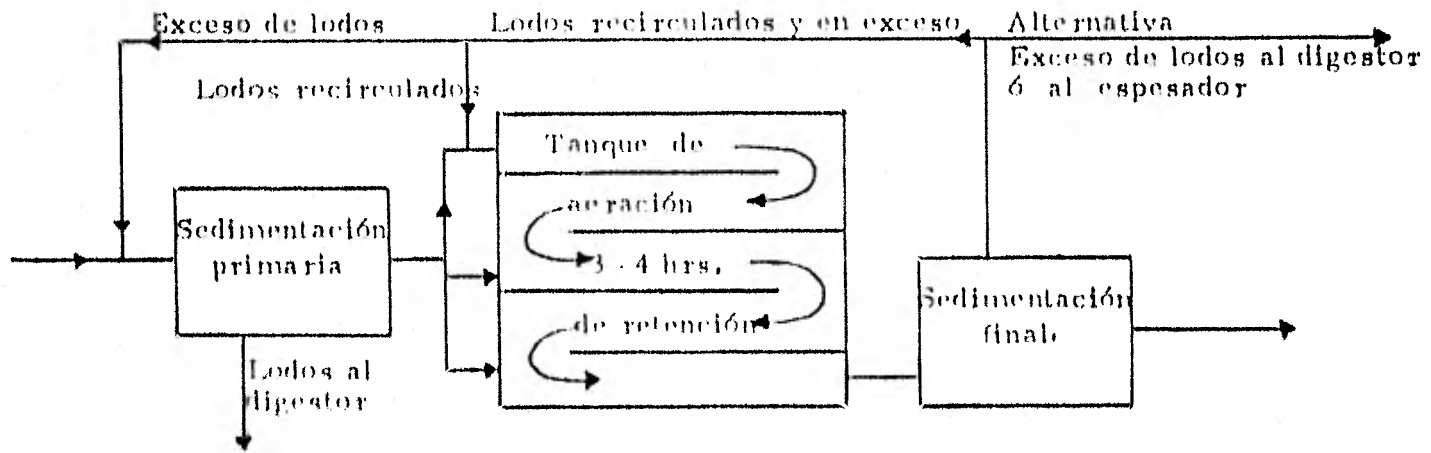 Exceso de lodos
Lodos recirculados y en exceso
Alternativa
Exceso de lodos al digestor
ó al espesador
Lodos recirculados
Tanque de
aeración
3 - 4 hrs.
de retención
Sedimentación
primaria
Lodos al
digestor
Sedimentación
final.